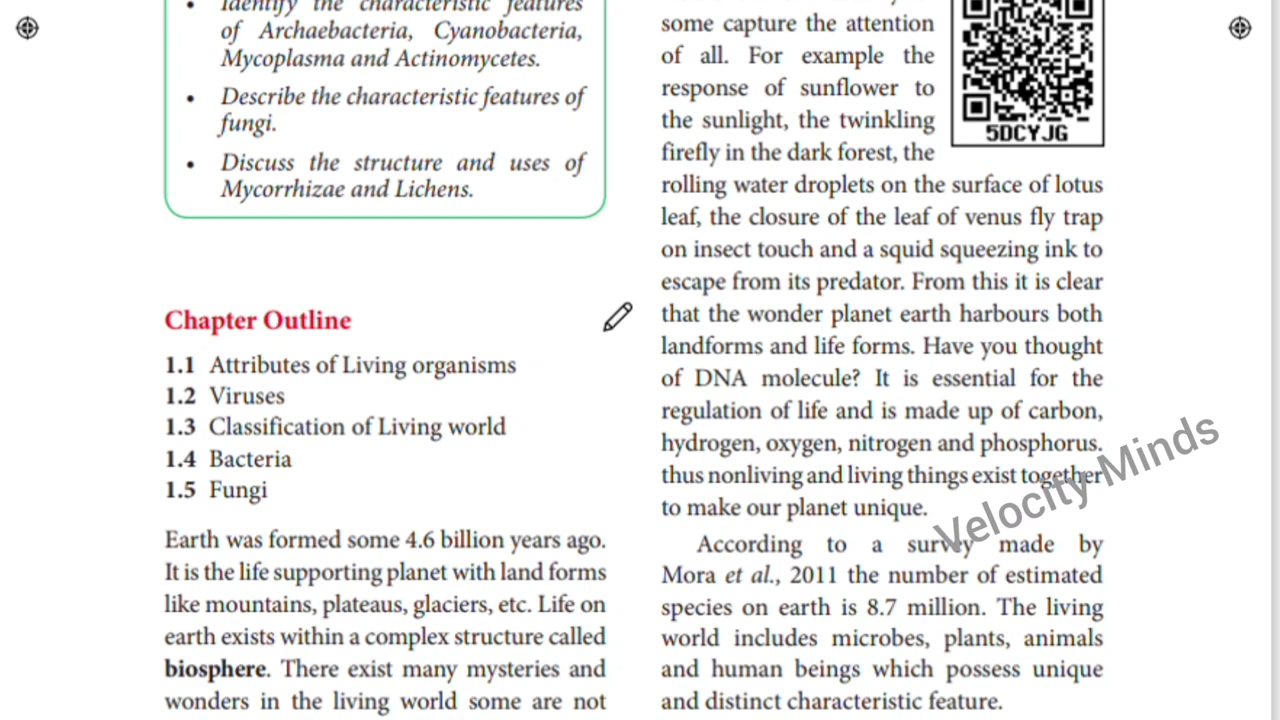 • Identify the characteristic features
of Archaebacteria, Cyanobacteria,
Mycoplasma and Actinomycetes.
• Describe the characteristic features of
fungi.
• Discuss the structure and uses of
Mycorrhizae and Lichens.
Chapter Outline
1.1 Attributes of Living organisms
1.2 Viruses
1.3 Classification of Living world
1.4 Bacteria
1.5 Fungi
Earth was formed some 4.6 billion years ago.
It is the life supporting planet with land forms
like mountains, plateaus, glaciers, etc. Life on
earth exists within a complex structure called
biosphere. There exist many mysteries and
wonders in the living world some are not
some capture the attention
of all. For example the
response of sunflower to
the sunlight, the twinkling
firefly in the dark forest, the
rolling water droplets on the surface of lotus
leaf, the closure of the leaf of venus fly trap
on insect touch and a squid squeezing ink to
escape from its predator. From this it is clear
that the wonder planet earth harbours both
landforms and life forms. Have you thought
of DNA molecule? It is essential for the
regulation of life and is made up of carbon,
hydrogen, oxygen, nitrogen and phosphorus.
thus nonliving and living things exist together
to make our planet unique.
According to a survey made by
Mora et al., 2011 the number of estimated
species on earth is 8.7 million. The living
world includes microbes, plants, animals
and human beings which possess unique
and distinct characteristic feature.
5DCYJG
Velocity Minds